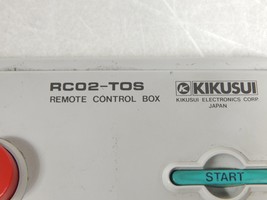 RC02-TOS
REMOTE CONTROL BOX
KIKUSUI
KIKUSUI ELECTRONICS CORP.
JAPAN
START